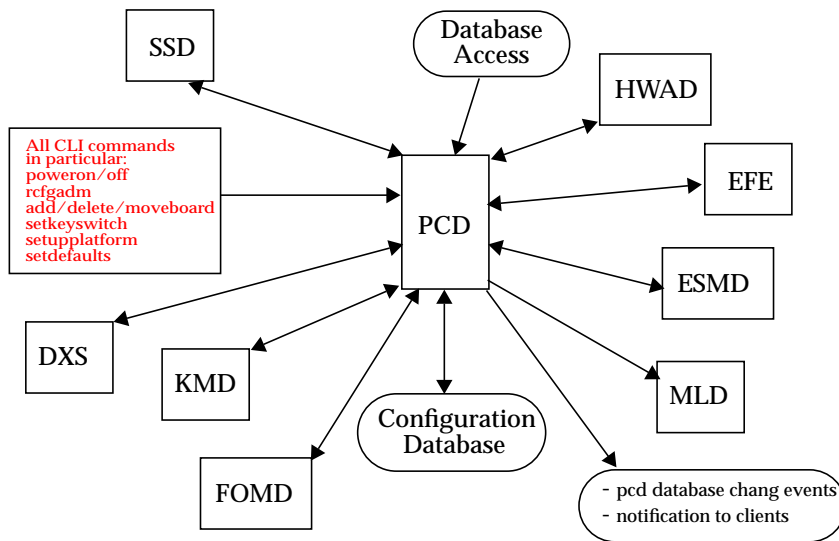 SSD
Database
Access
HWAD
All CLI commands
in particular:
poweron/off
rcfgadm
add/delete/moveboard
setkeyswitch
setupplatform
setdefaults
PCD
EFE
ESMD
DXS
KMD
MLD
Configuration
Database
FOMD
- pcd database chang events
- notification to clients